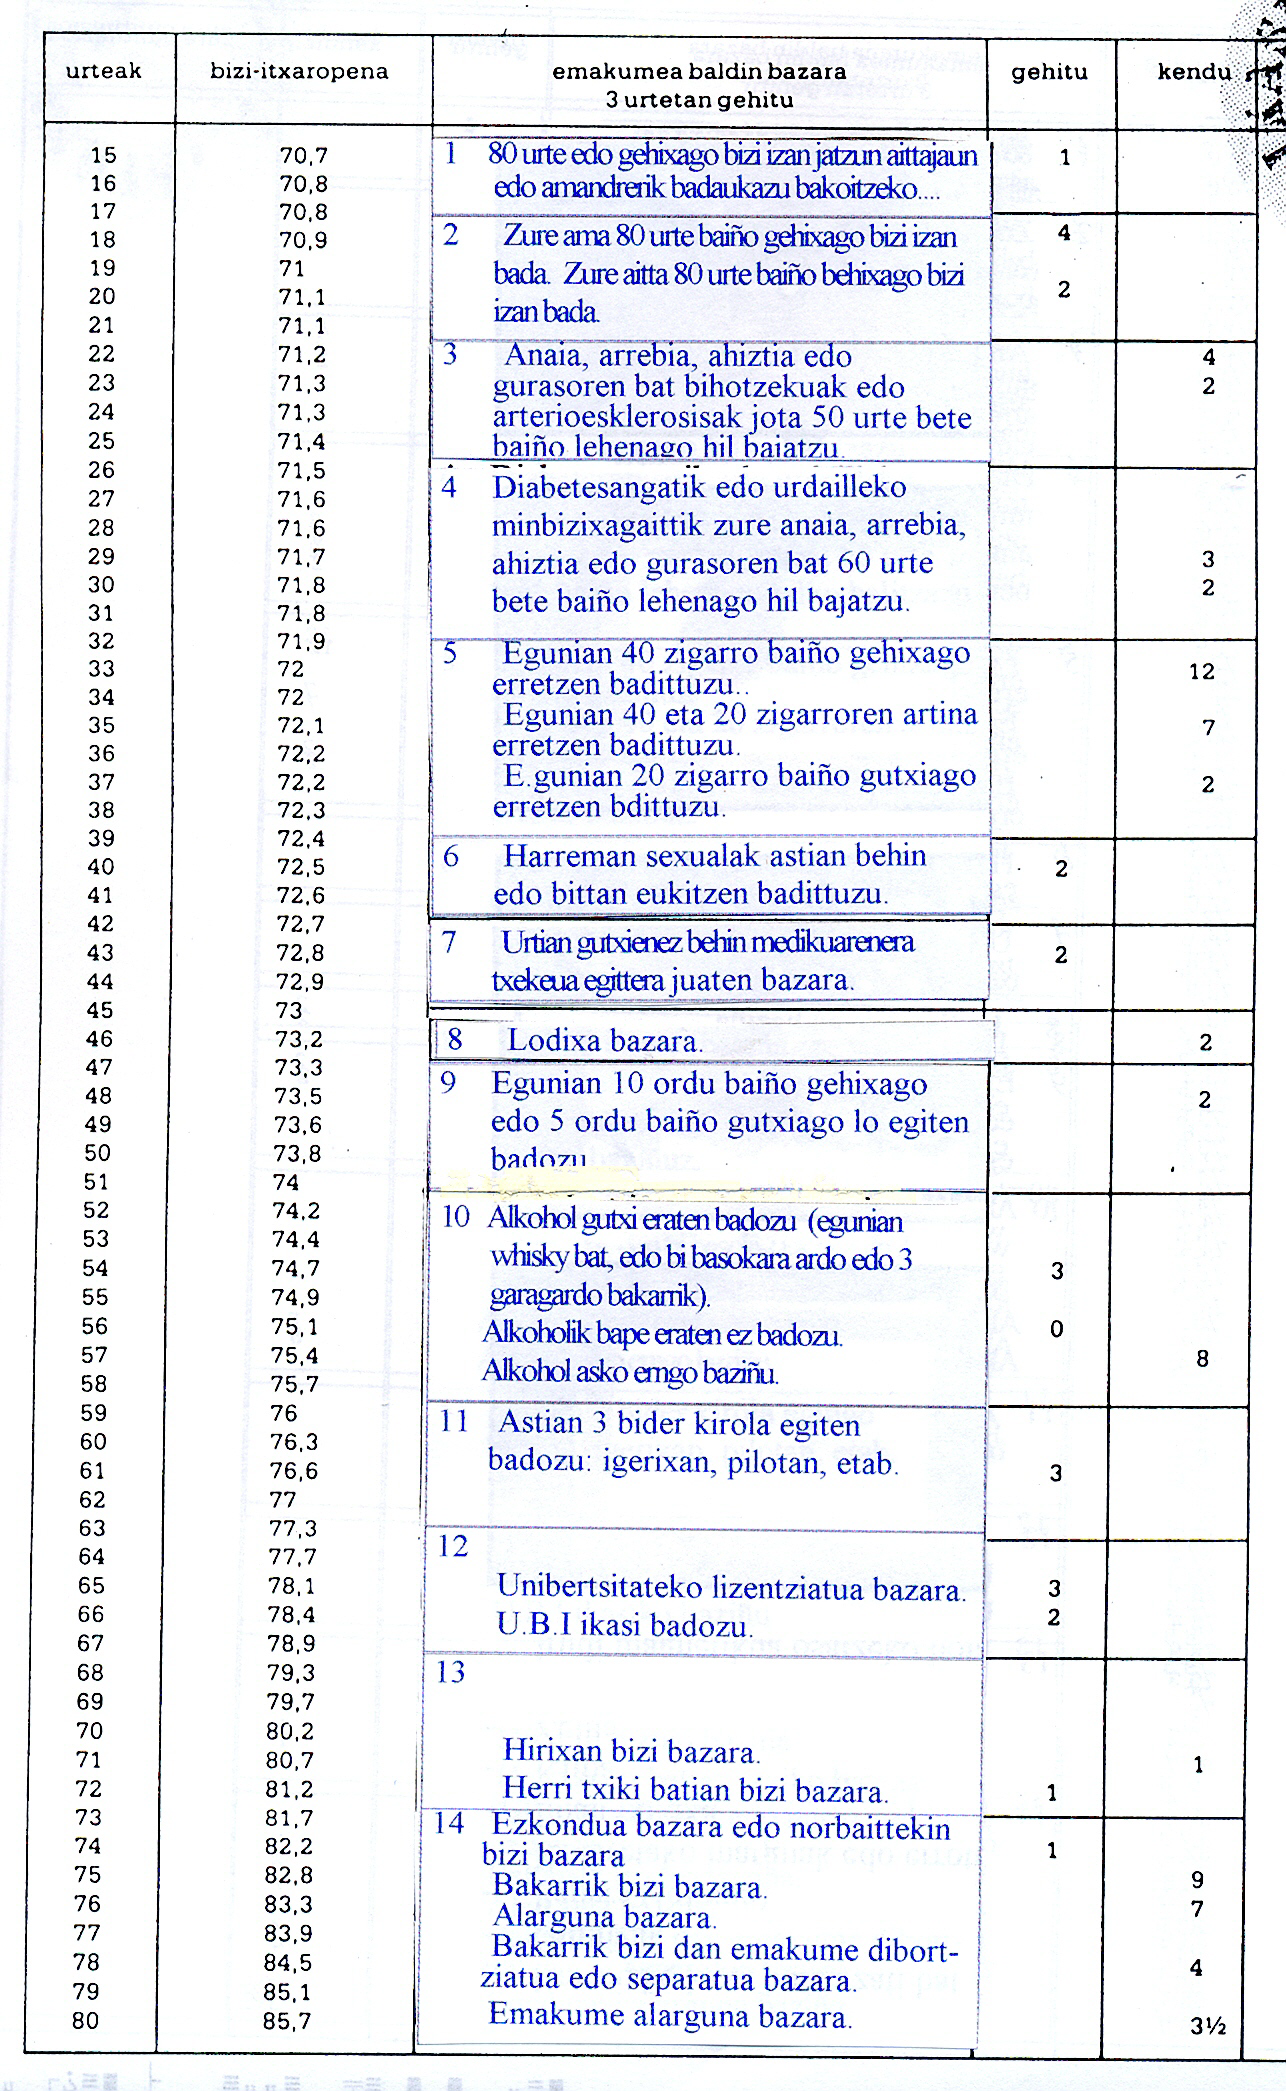 urteak bizi-itxaropena emakumea baldin bazara gehitu kendu
3 urtetan gehitu
15 70,7
16 70,8
17 70,8
18 70,9
19 71
20 71,1
21 71,1
22 71,2
23 71,3
24 71,3
25 71,4
26 71,5
27 71,6
28 71,6
29 71,7
30 71,8
31 71,8
32 71,9
33 72
34 72
35 72,1
36 72,2
37 72,2
38 72,3
39 72,4
40 72,5
41 72,6
42 72,7
43 72,8
44 72,9
45 73
46 73,2
47 73,3
48 73,5
49 73,6
50 73,8
51 74
52 74,2
53 74,4
54 74,7
55 74,9
56 75,1
57 75,4
58 75,7
59 76
60 76,3
61 76,6
62 77
63 77,3
64 77,7
65 78,1
66 78,4
67 78,9
68 79,3
69 79,7
70 80,2
71 80,7
72 81,2
73 81,7
74 82,2
75 82,8
76 83,3
77 83,9
78 84,5
79 85,1
80 85,7
1 80 urte edo gehixago bizi izan jatzun aittajaun 1
edo amandrerik badaukazu bakoitzeko....
2 Zure ama 80 urte baiño gehixago bizi izan 4
bada. Zure aitta 80 urte baiño behixago bizi 2
izan bada.
3 Anaia, arrebia, ahiztia edo 4
gurasoren bat bihotzekuak edo 2
arterioesklerosisak jota 50 urte bete
baiño lehenago hil baiatzu.
4 Diabetesangatik edo urdailleko
minbizixagaittik zure anaia, arrebia,
ahiztia edo gurasoren bat 60 urte 3
bete baiño lehenago hil bajatzu. 2
5 Egunian 40 zigarro baiño gehixago 12
erretzen badittuzu..
Egunian 40 eta 20 zigarroren artina 7
erretzen badittuzu.
E.gunian 20 zigarro baiño gutxiago 2
erretzen bdittuzu.
6 Harreman sexualak astian behin 2
edo bittan eukitzen badittuzu.
7 Urtian gutxienez behin medikuarenera 2
txekeua egittera juaten bazara.
8 Lodixa bazara. 2
9 Egunian 10 ordu baiño gehixago 2
edo 5 ordu baiño gutxiago lo egiten
badozu
10 Alkohol gutxi eraten badozu (egunian
whisky bat, edo bi basokara ardo edo 3 3
garagardo bakarrik).
Alkoholik bape eraten ez badozu. 0
Alkohol asko emgo baziñu. 8
11 Astian 3 bider kirola egiten
badozu: igerixan, pilotan, etab. 3
12
Unibertsitateko lizentziatua bazara. 3
U.B.I ikasi badozu. 2
13
Hirixan bizi bazara. 1
Herri txiki batian bizi bazara. 1
14 Ezkondua bazara edo norbaittekin 1
bizi bazara
Bakarrik bizi bazara. 9
Alarguna bazara. 7
Bakarrik bizi dan emakume dibort-
ziatua edo separatua bazara. 4
Emakume alarguna bazara. 3½